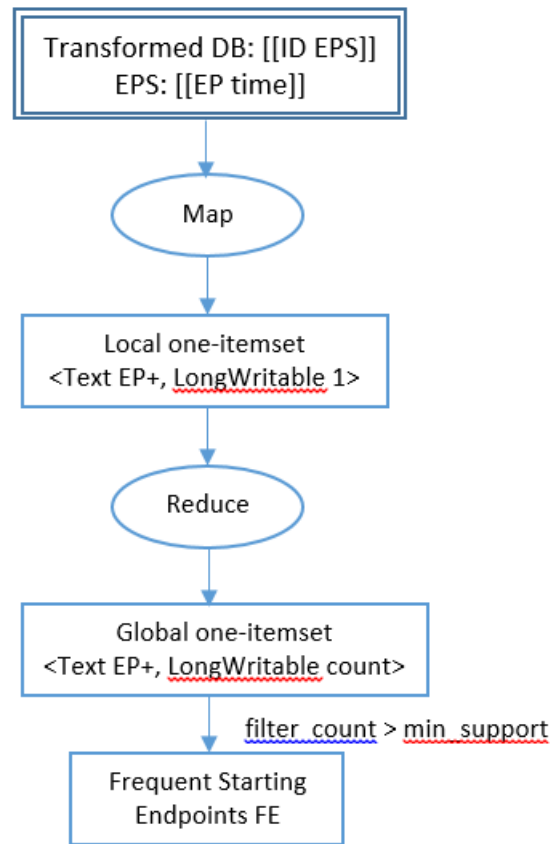 Transformed DB: [[ID EPS]]
EPS: [[EP time]]
Map
Local one-itemset
<Text EP+, LongWritable 1>
Reduce
Global one-itemset
<Text EP+, LongWritable count>
filter_count > min_support
Frequent Starting
Endpoints FE